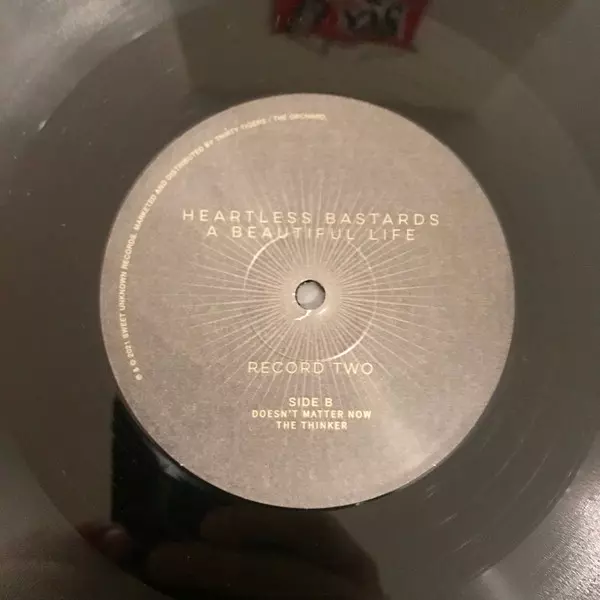 HEARTLESS BASTARDS
A BEAUTIFUL LIFE
RECORD TWO
SIDE B
DOESN'T MATTER NOW
THE THINKER
℗ & © 2021 SWEET UNKNOWN RECORDS. MARKETED AND DISTRIBUTED BY THIRTY TIGERS / THE ORCHARD.